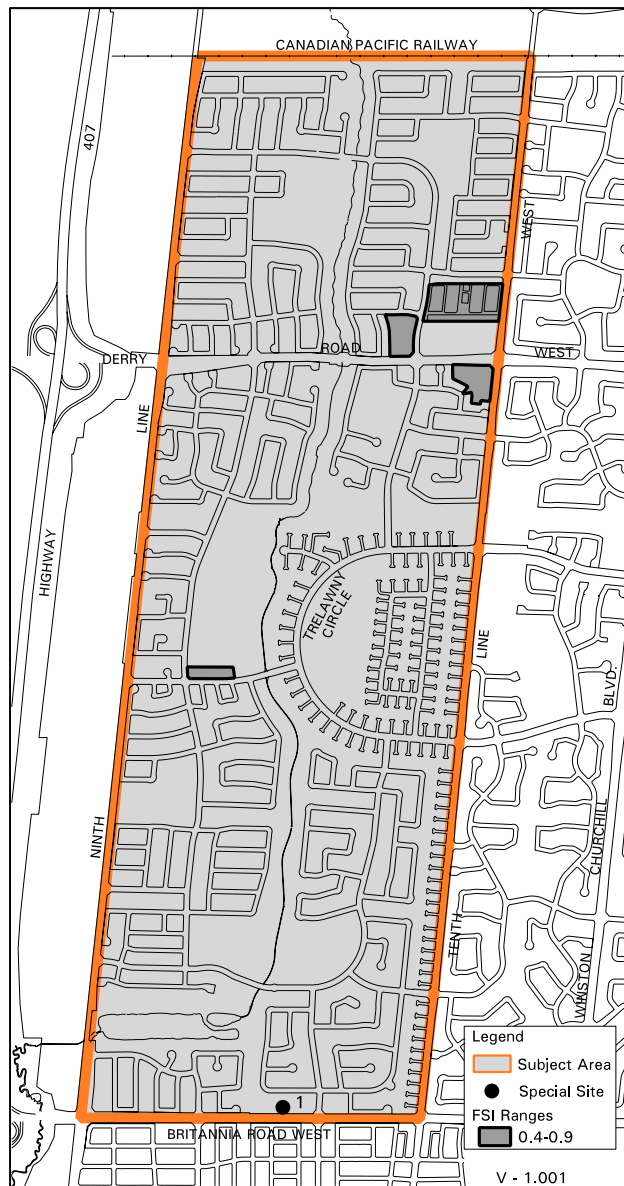 CANADIAN PACIFIC RAILWAY
407
WEST
DERRY
ROAD
WEST
LINE
HIGHWAY
TRELAWNY
CIRCLE
LINE
BLVD.
NINTH
CHURCHILL
TENTH
WINSTON
1
BRITANNIA ROAD WEST
Legend
Subject Area
Special Site
FSI Ranges
0.4-0.9
V - 1.001